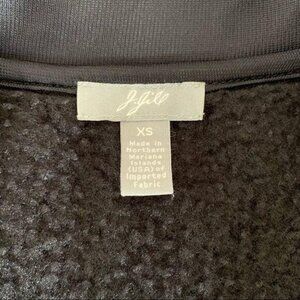 J.Jill
XS
Made in
Northern
Mariana
Islands
(USA) of
Imported
Fabric